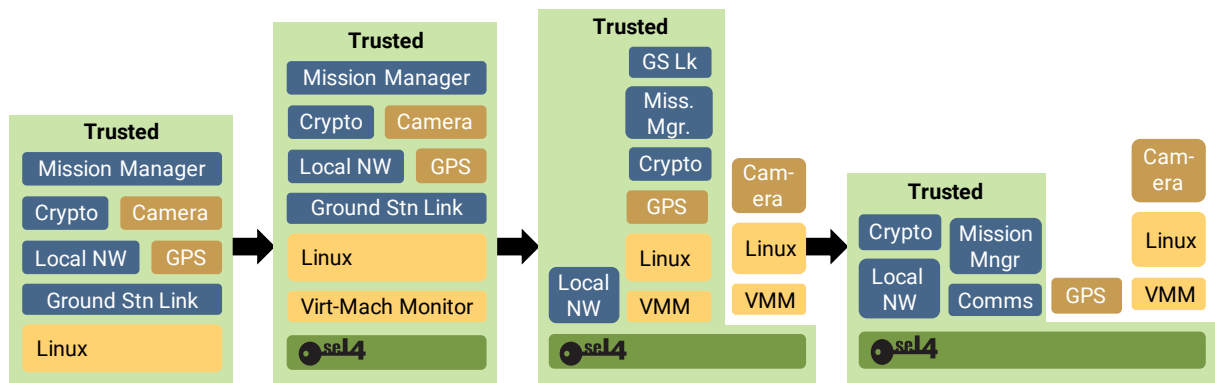 Trusted
Mission Manager
Crypto
Camera
Local NW
GPS
Ground Stn Link
Linux
Trusted
Mission Manager
Crypto
Camera
Local NW
GPS
Ground Stn Link
Linux
Virt-Mach Monitor
seL4
Trusted
GS Lk
Miss.
Mgr.
Crypto
GPS
Linux
VMM
Local
NW
Cam-
era
Linux
VMM
seL4
Trusted
Crypto
Mission
Mngr
Local
NW
Comms
GPS
Cam-
era
Linux
VMM
seL4